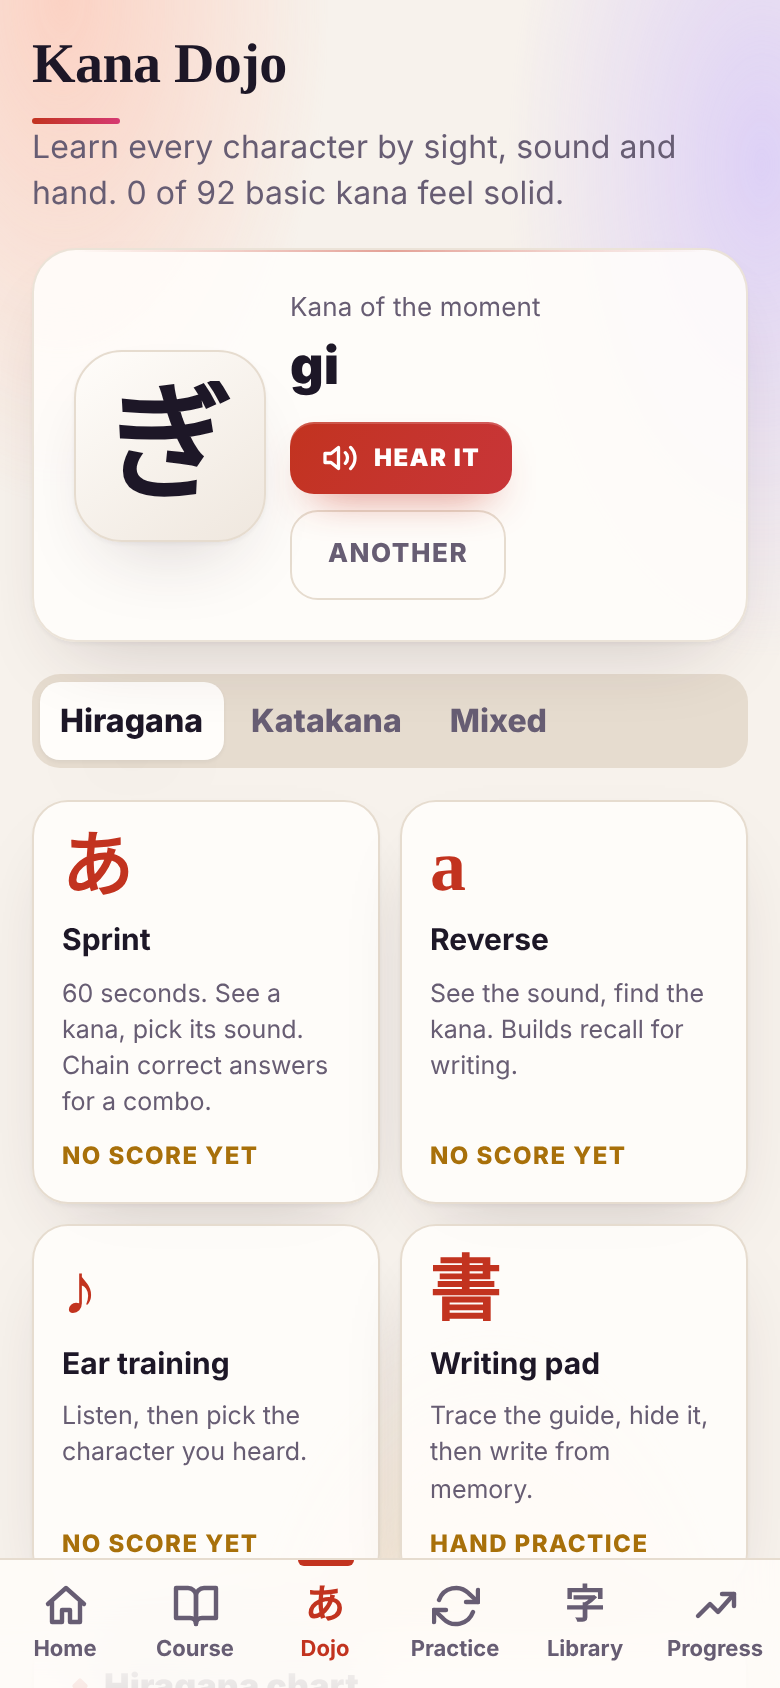 Kana Dojo
Learn every character by sight, sound and
hand. 0 of 92 basic kana feel solid.
ぎ
Kana of the moment
gi
HEAR IT
ANOTHER
Hiragana Katakana Mixed
あ
Sprint
60 seconds. See a
kana, pick its sound.
Chain correct answers
for a combo.
NO SCORE YET
a
Reverse
See the sound, find the
kana. Builds recall for
writing.
NO SCORE YET
♪
Ear training
Listen, then pick the
character you heard.
NO SCORE YET
書
Writing pad
Trace the guide, hide it,
then write from
memory.
HAND PRACTICE
あ 字
Home Course Dojo Practice Library Progress
Hiragana chart